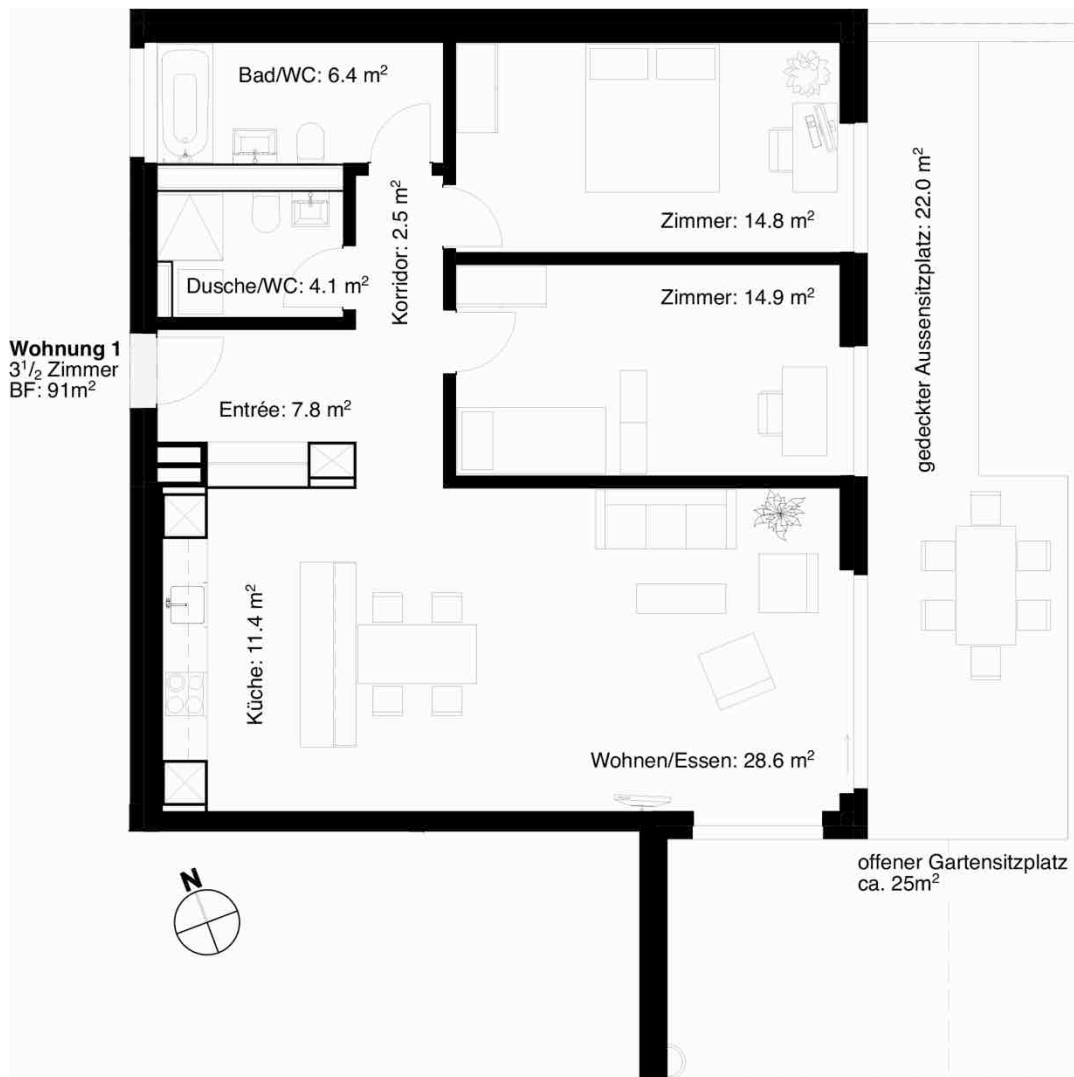 Bad/WC: 6.4 m²
Zimmer: 14.8 m²
Korridor: 2.5 m²
Dusche/WC: 4.1 m²
Zimmer: 14.9 m²
gedeckter Aussensitzplatz: 22.0 m²
Wohnung 1
3¹/₂ Zimmer
BF: 91m²
Entrée: 7.8 m²
Küche: 11.4 m²
Wohnen/Essen: 28.6 m²
offener Gartensitzplatz
ca. 25m²
N